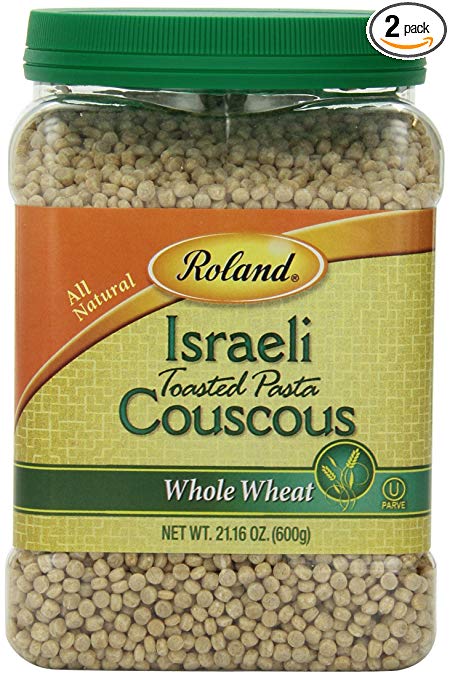 2 pack
Roland®
All
Natural
Israeli
Toasted Pasta
Couscous
Whole Wheat
U
PARVE
NET WT. 21.16 OZ. (600g)